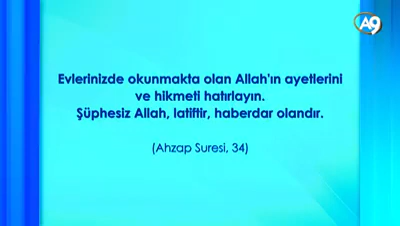 A9
Evlerinizde okunmakta olan Allah'ın ayetlerini
ve hikmeti hatırlayın.
Şüphesiz Allah, latiftir, haberdar olandır.
(Ahzap Suresi, 34)